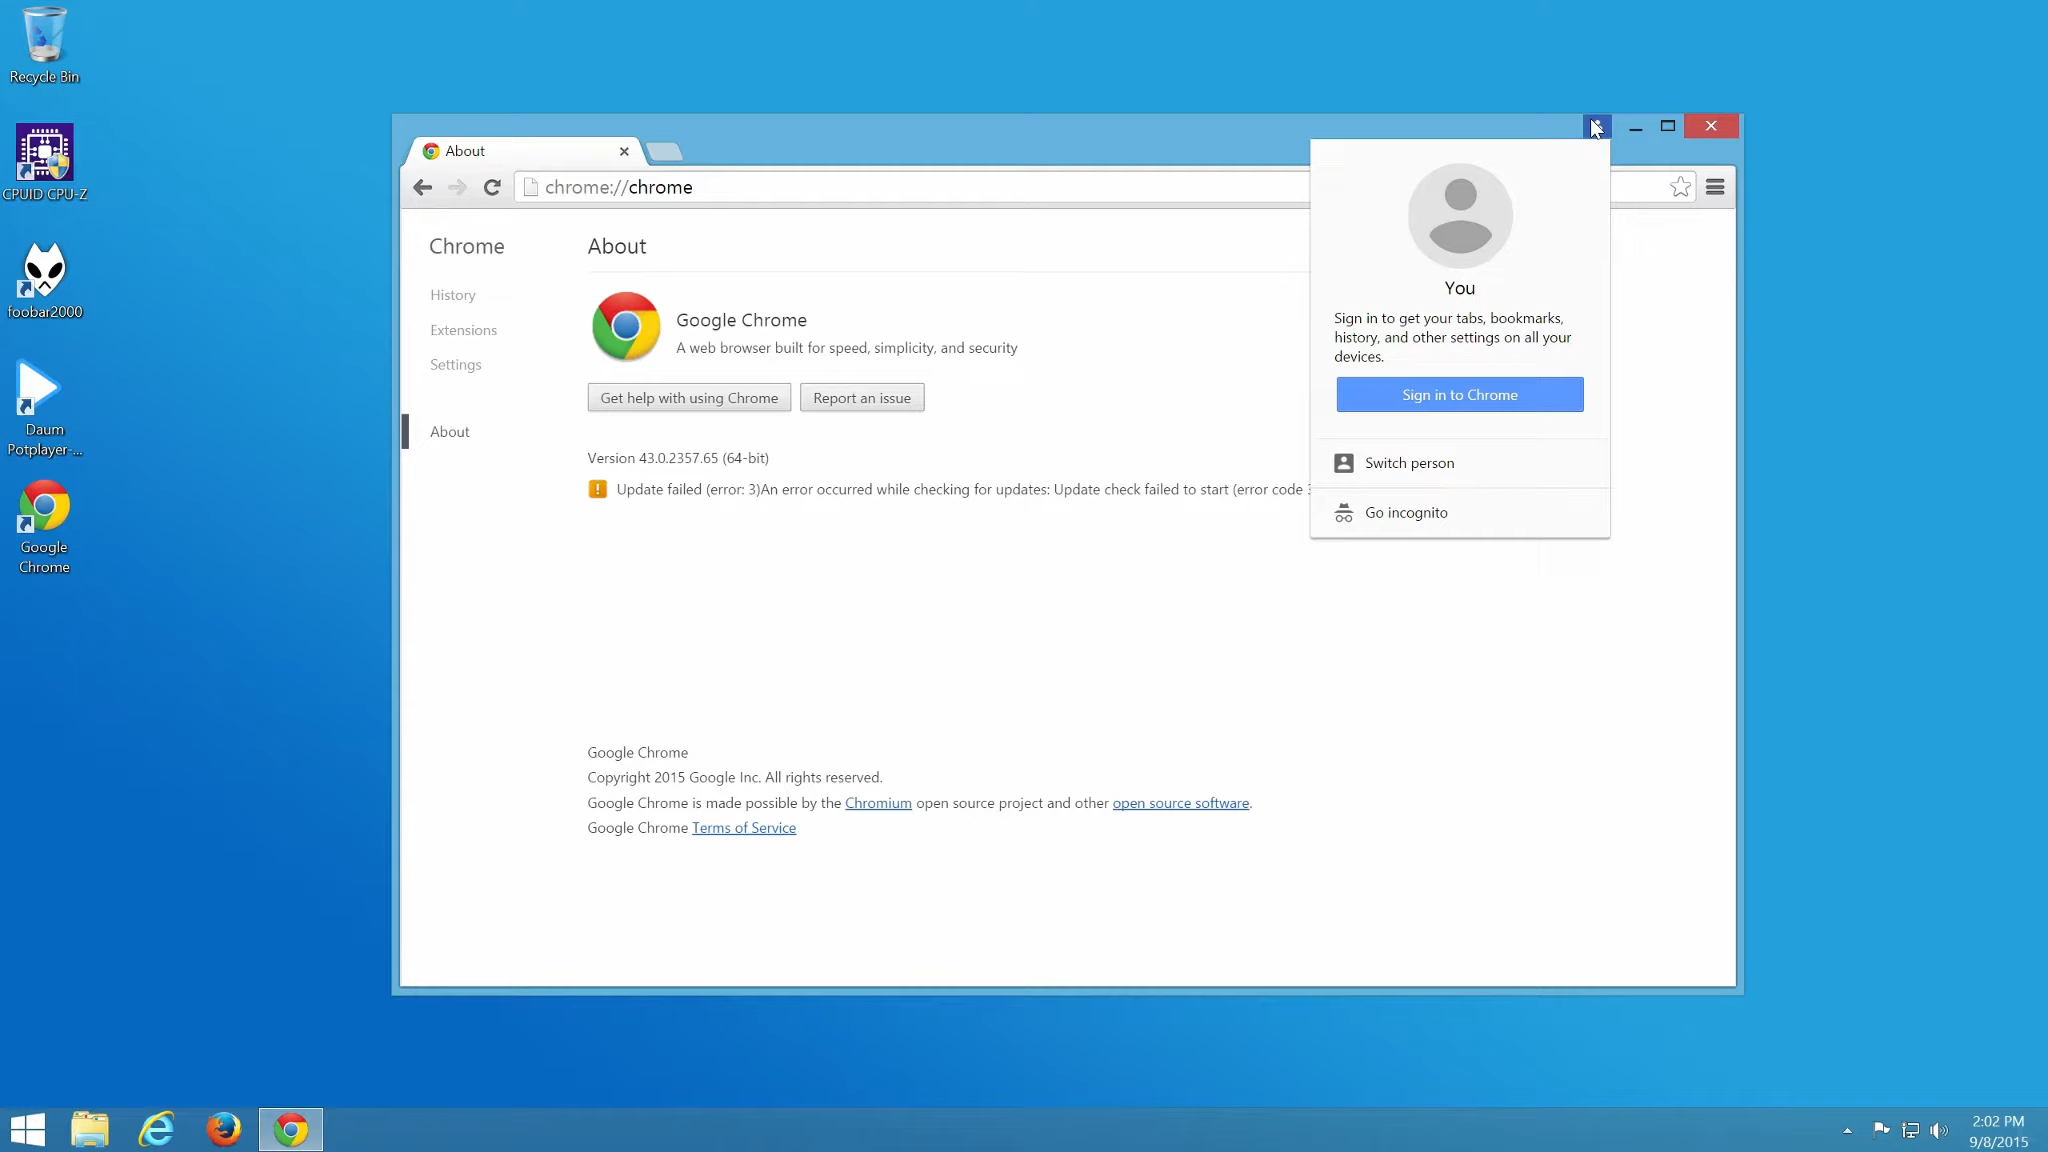 Recycle Bin
CPUID CPU-Z
foobar2000
Daum
Potplayer-...
Google
Chrome
About
chrome://chrome
Chrome
History
Extensions
Settings
About
About
Google Chrome
A web browser built for speed, simplicity, and security
Get help with using Chrome
Report an issue
Version 43.0.2357.65 (64-bit)
Update failed (error: 3)An error occurred while checking for updates: Update check failed to start (error code
Google Chrome
Copyright 2015 Google Inc. All rights reserved.
Google Chrome is made possible by the Chromium open source project and other open source software.
Google Chrome Terms of Service
You
Sign in to get your tabs, bookmarks,
history, and other settings on all your
devices.
Sign in to Chrome
Switch person
Go incognito
2:02 PM
9/8/2015